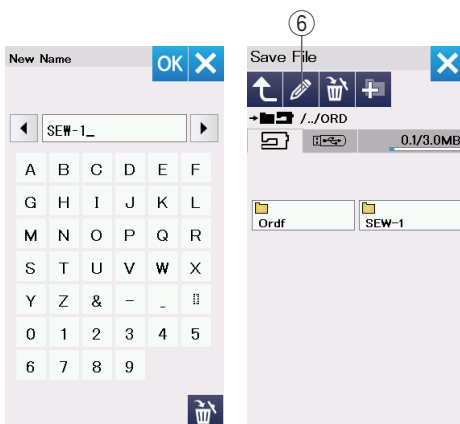 ⑥
New Name
OK
SEW-1_
A B C D E F
G H I J K L
M N O P Q R
S T U V W X
Y Z & - _
0 1 2 3 4 5
6 7 8 9
Save File
/../ORD
0.1/3.0MB
Ordf
SEW-1